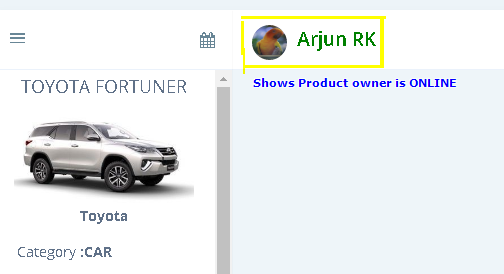 Arjun RK
Shows Product owner is ONLINE
TOYOTA FORTUNER
Toyota
Category :CAR